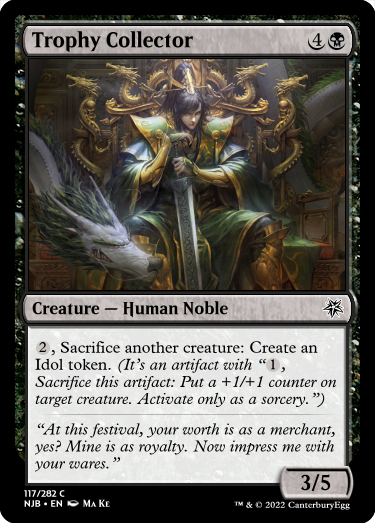 Trophy Collector 4
Creature — Human Noble
2, Sacrifice another creature: Create an
Idol token. (It's an artifact with “1,
Sacrifice this artifact: Put a +1/+1 counter on
target creature. Activate only as a sorcery.”)
“At this festival, your worth is as a merchant,
yes? Mine is as royalty. Now impress me with
your wares.”
3/5
117/282 C
NJB • EN Ma Ke
™ & © 2022 CanterburyEgg